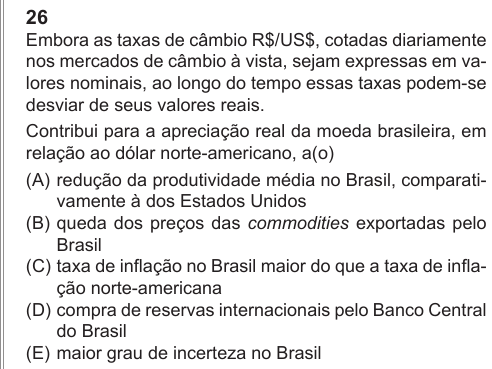 26
Embora as taxas de câmbio R$/US$, cotadas diariamente
nos mercados de câmbio à vista, sejam expressas em va-
lores nominais, ao longo do tempo essas taxas podem-se
desviar de seus valores reais.
Contribui para a apreciação real da moeda brasileira, em
relação ao dólar norte-americano, a(o)
(A) redução da produtividade média no Brasil, comparati-
vamente à dos Estados Unidos
(B) queda dos preços das commodities exportadas pelo
Brasil
(C) taxa de inflação no Brasil maior do que a taxa de infla-
ção norte-americana
(D) compra de reservas internacionais pelo Banco Central
do Brasil
(E) maior grau de incerteza no Brasil